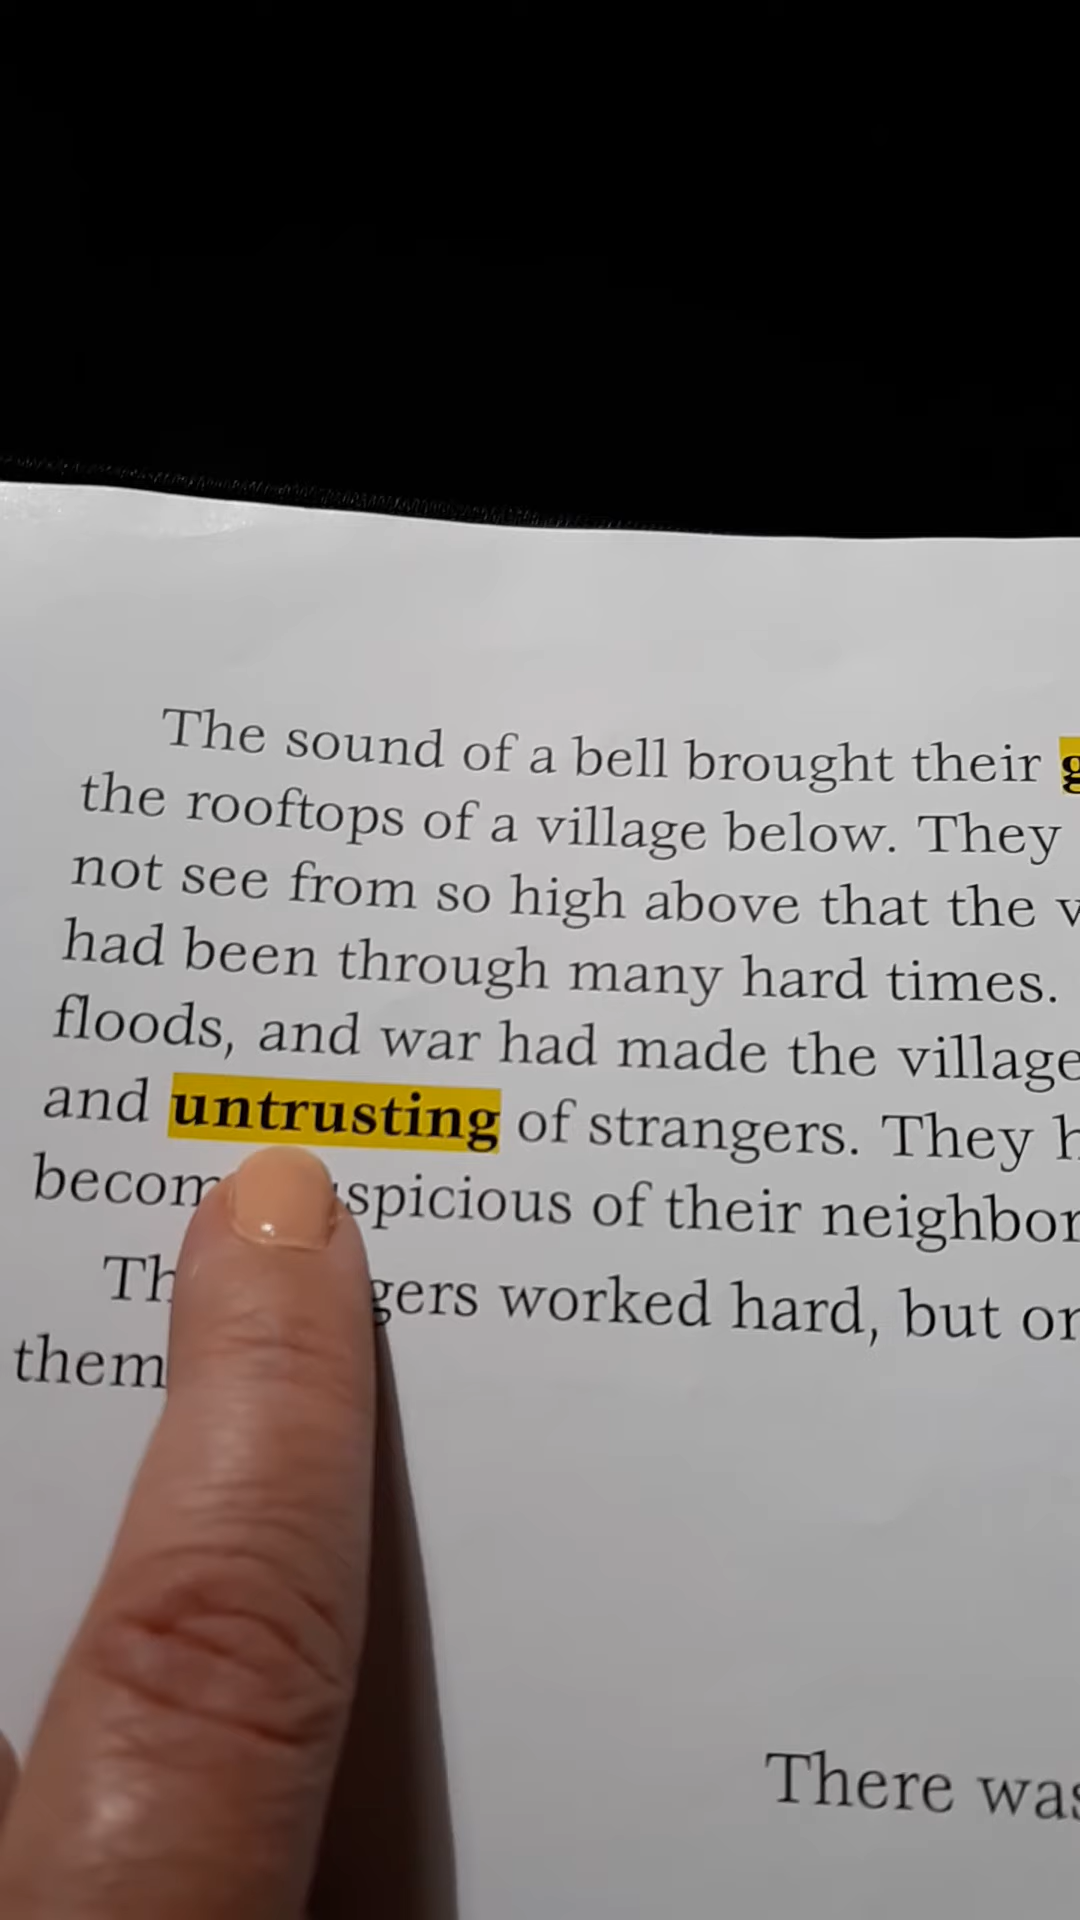 The sound of a bell brought their
the rooftops of a village below. They
not see from so high above that the
had been through many hard times.
floods, and war had made the village
and untrusting of strangers. They
of their neighbor
worked hard, but
them
There was